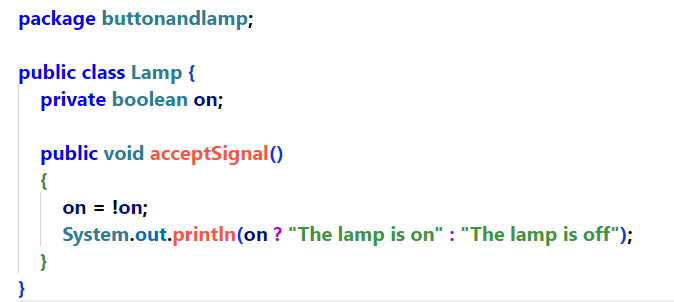 package buttonandlamp;
public class Lamp {
private boolean on;
public void acceptSignal()
{
on = !on;
System.out.println(on ? "The lamp is on" : "The lamp is off");
}
}